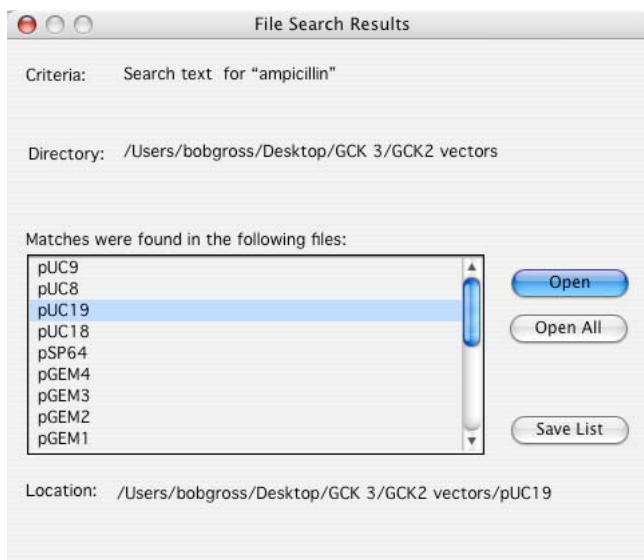 File Search Results
Criteria: Search text for “ampicillin”
Directory: /Users/bobgross/Desktop/GCK 3/GCK2 vectors
Matches were found in the following files:
pUC9
pUC8
pUC19
pUC18
pSP64
pGEM4
pGEM3
pGEM2
pGEM1
Open
Open All
Save List
Location: /Users/bobgross/Desktop/GCK 3/GCK2 vectors/pUC19